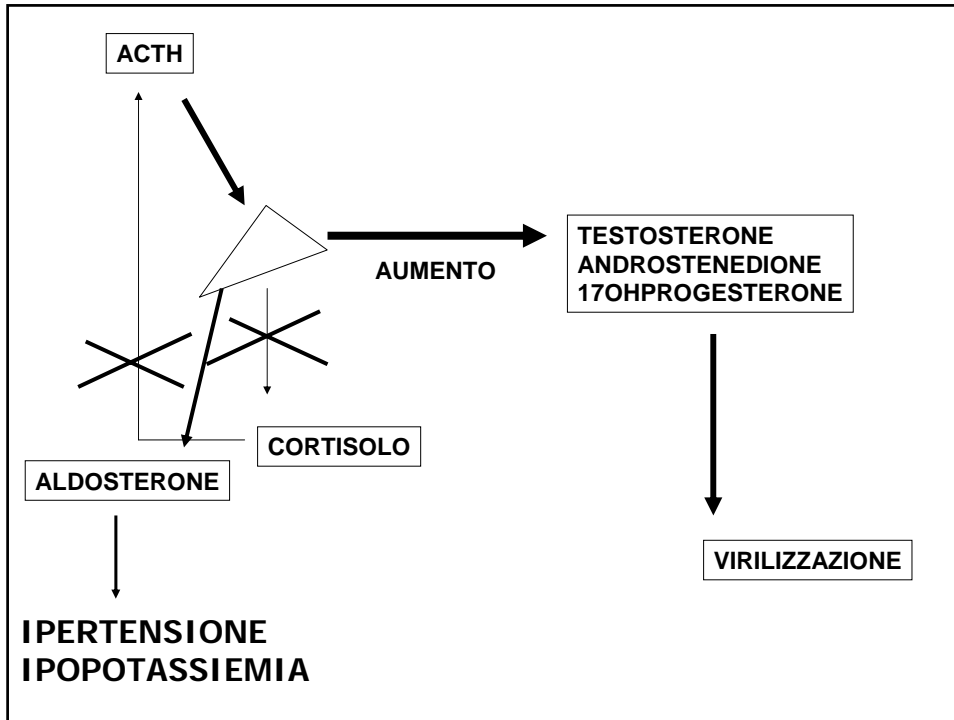 ACTH
AUMENTO
TESTOSTERONE
ANDROSTENEDIONE
17OHPROGESTERONE
CORTISOLO
ALDOSTERONE
VIRILIZZAZIONE
IPERTENSIONE
IPOPOTASSIEMIA